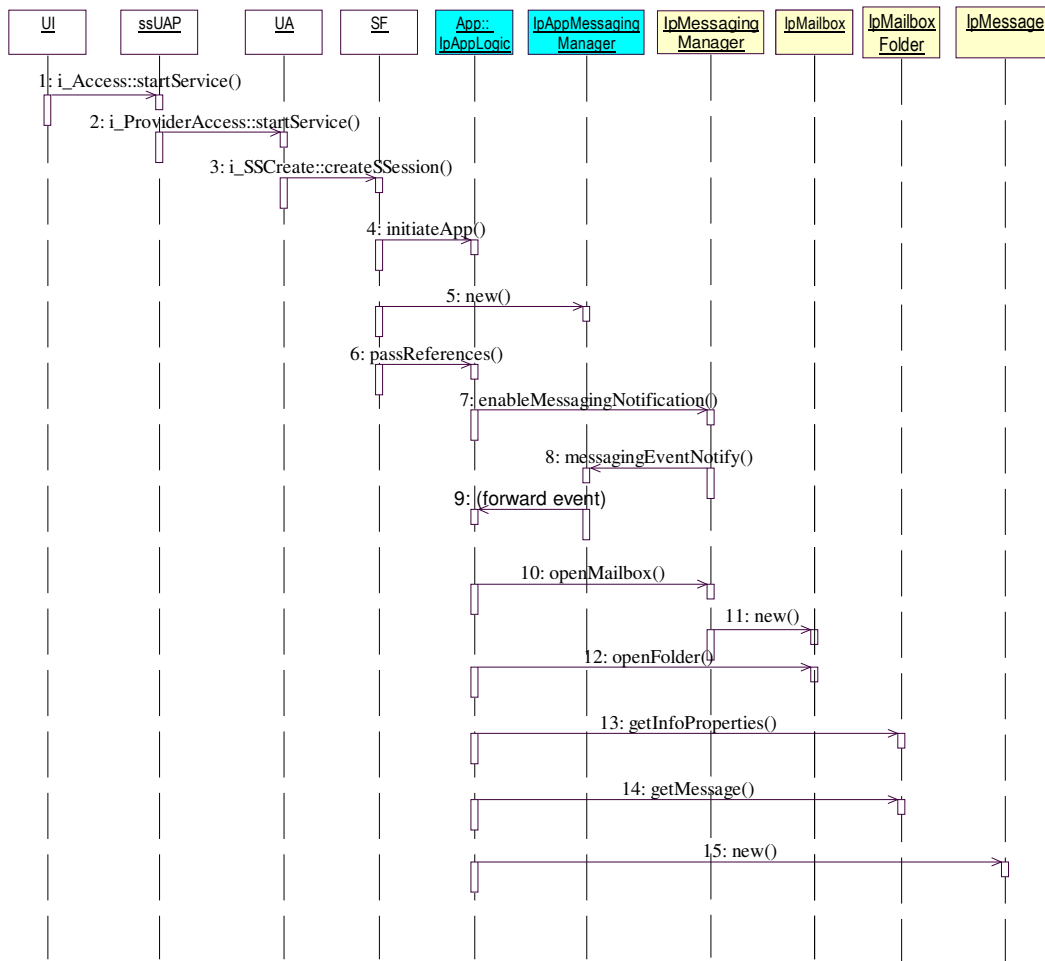 UI
ssUAP
UA
SF
App::
IpAppLogic
IpAppMessaging
Manager
IpMessaging
Manager
IpMailbox
IpMailbox
Folder
IpMessage
1: i_Access::startService()
2: i_ProviderAccess::startService()
3: i_SSCreate::createSSession()
4: initiateApp()
5: new()
6: passReferences()
7: enableMessagingNotification()
8: messagingEventNotify()
9: (forward event)
10: openMailbox()
11: new()
12: openFolder()
13: getInfoProperties()
14: getMessage()
15: new()